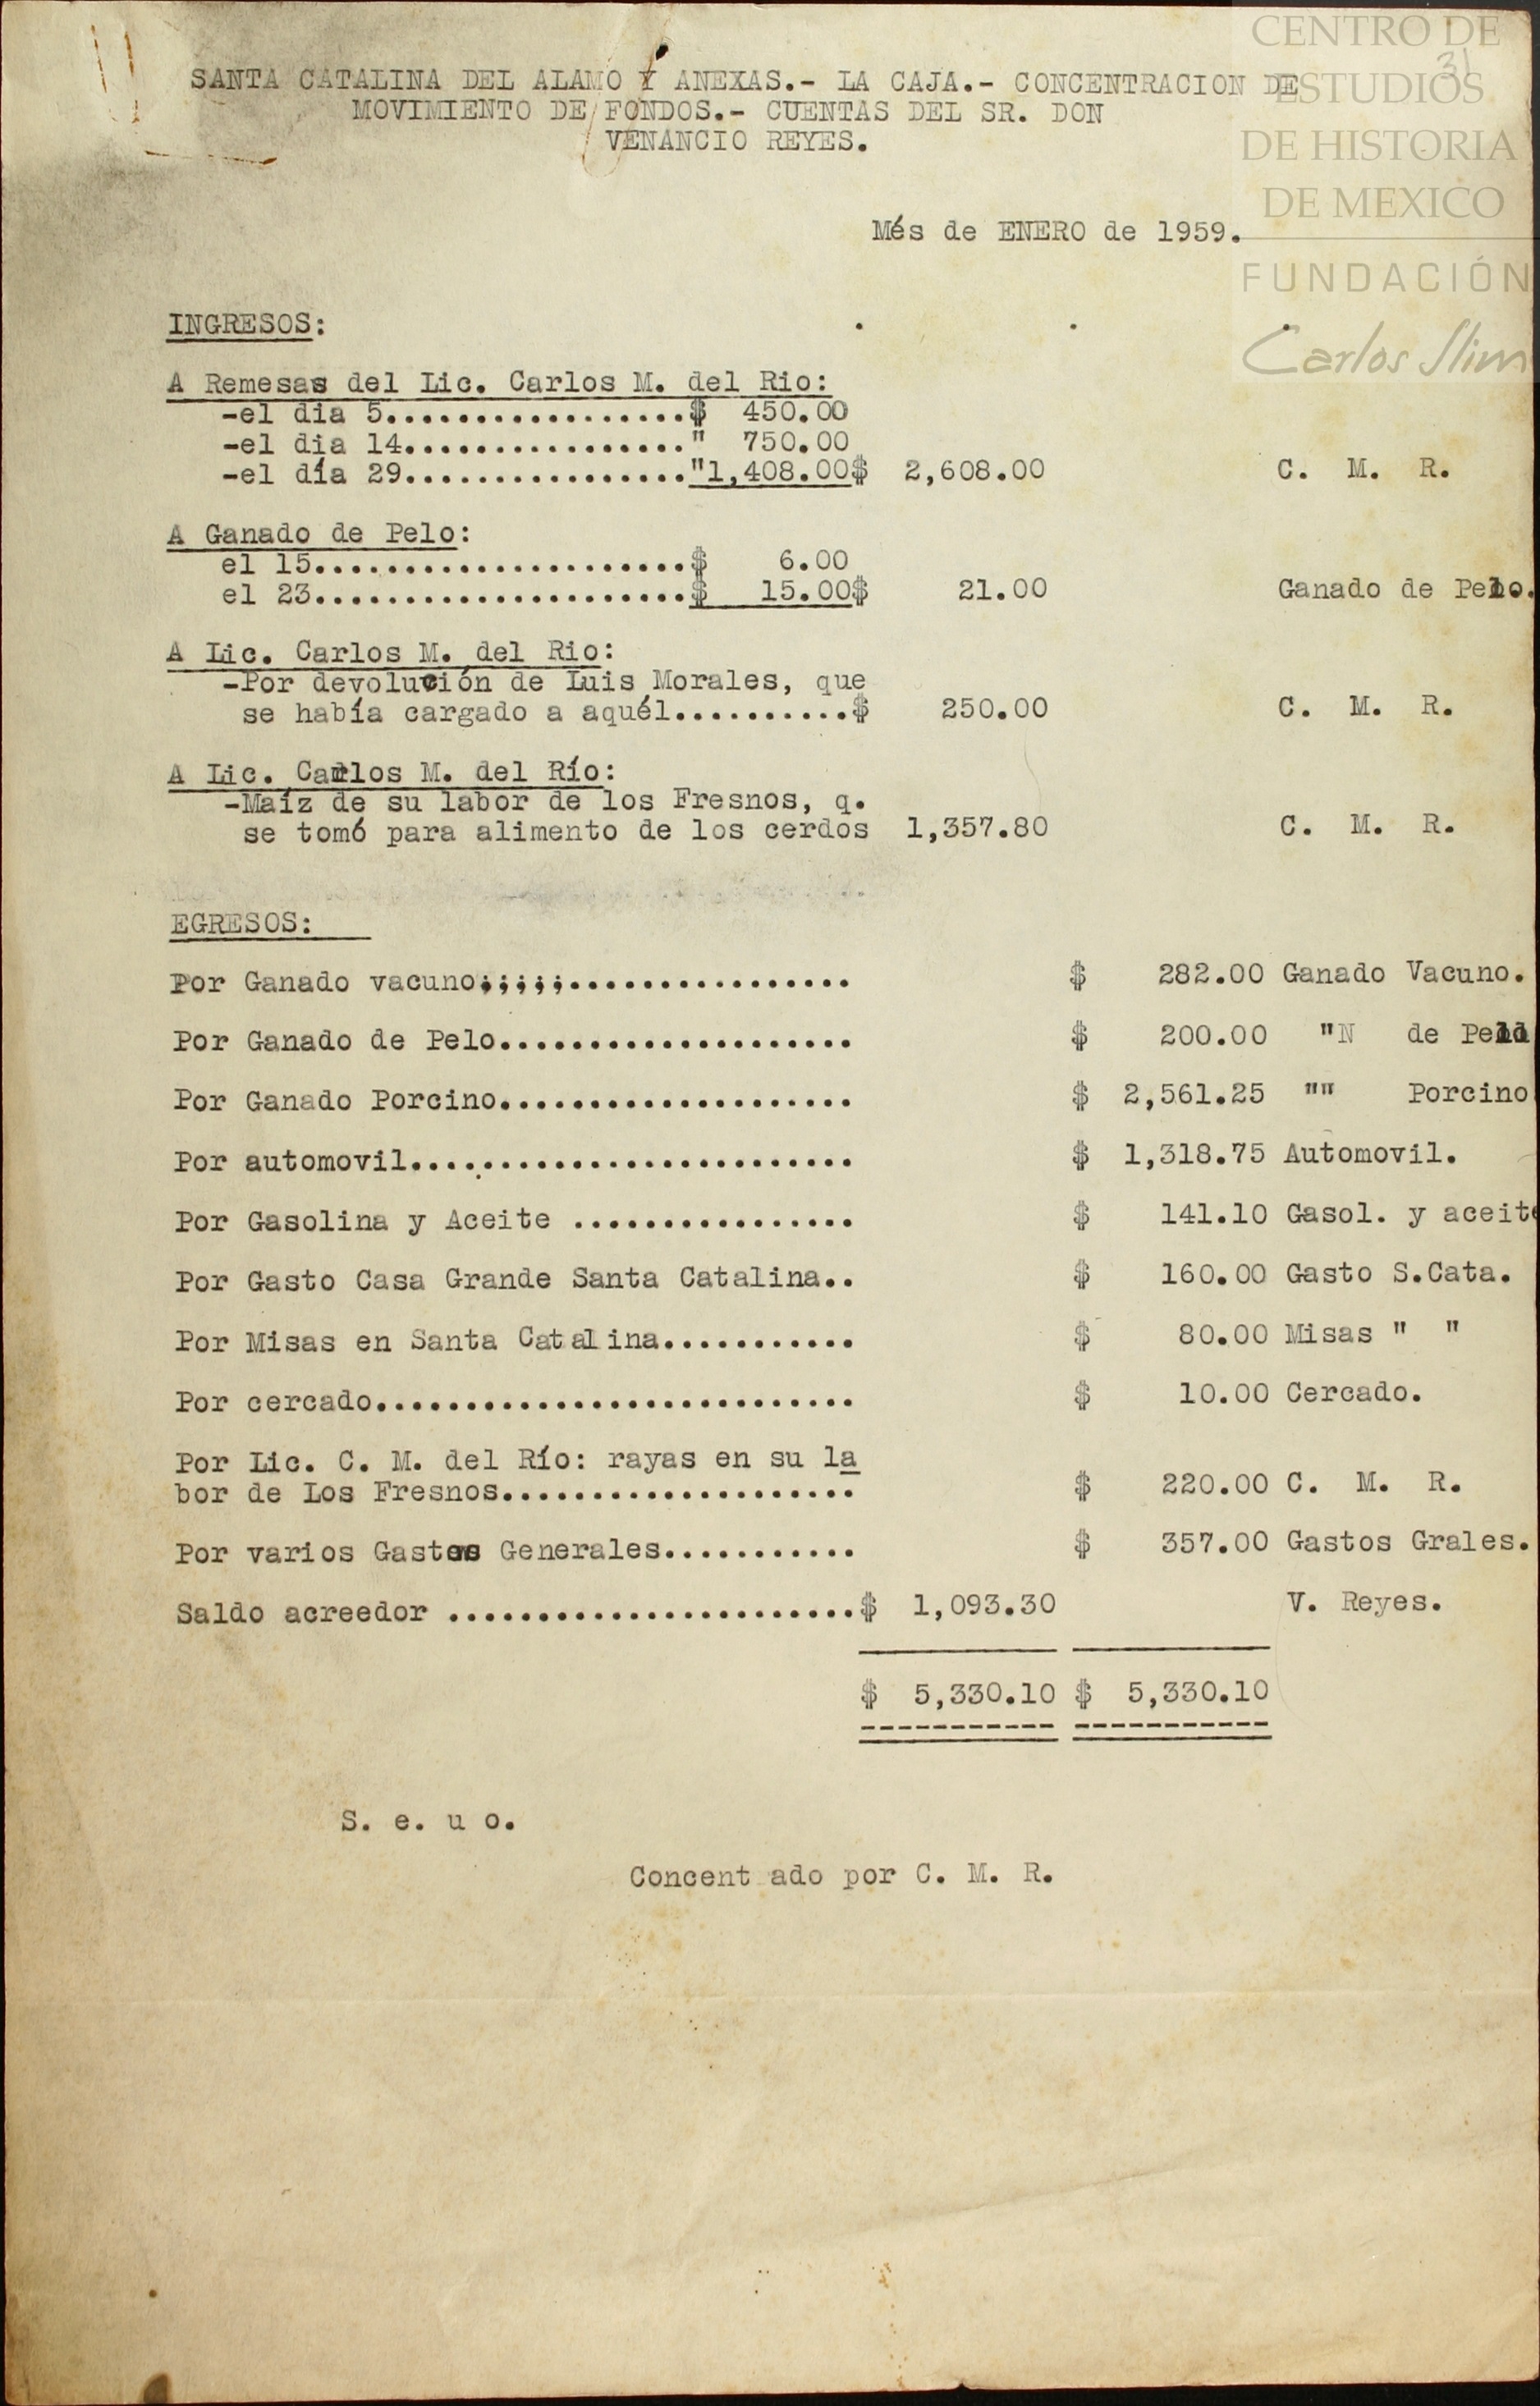 CENTRO DE
ESTUDIOS
DE HISTORIA
DE MEXICO
FUNDACIÓN
Carlos Slim
31
SANTA CATALINA DEL ALAMO Y ANEXAS.- LA CAJA.- CONCENTRACION DE
MOVIMIENTO DE FONDOS.- CUENTAS DEL SR. DON
VENANCIO REYES.
Més de ENERO de 1959.
INGRESOS:
A Remesas del Lic. Carlos M. del Rio:
-el dia 5.................$ 450.00
-el dia 14................" 750.00
-el día 29................"1,408.00$ 2,608.00 C. M. R.
A Ganado de Pelo:
el 15.....................$ 6.00
el 23.....................$ 15.00$ 21.00 Ganado de Pelo.
A Lic. Carlos M. del Rio:
-Por devolución de Luis Morales, que
se había cargado a aquél..........$ 250.00 C. M. R.
A Lic. Carlos M. del Río:
-Maíz de su labor de los Fresnos, q.
se tomó para alimento de los cerdos 1,357.80 C. M. R.
EGRESOS:
Por Ganado vacuno;;;;;................ $ 282.00 Ganado Vacuno.
Por Ganado de Pelo.................... $ 200.00 "N de Pelo
Por Ganado Porcino.................... $ 2,561.25 "" Porcino
Por automovil......................... $ 1,318.75 Automovil.
Por Gasolina y Aceite ................ $ 141.10 Gasol. y aceite
Por Gasto Casa Grande Santa Catalina.. $ 160.00 Gasto S.Cata.
Por Misas en Santa Catalina........... $ 80.00 Misas " "
Por cercado........................... $ 10.00 Cercado.
Por Lic. C. M. del Río: rayas en su la
bor de Los Fresnos.................... $ 220.00 C. M. R.
Por varios Gastos Generales........... $ 357.00 Gastos Grales.
Saldo acreedor .......................$ 1,093.30 V. Reyes.
$ 5,330.10 $ 5,330.10
S. e. u o.
Concent ado por C. M. R.